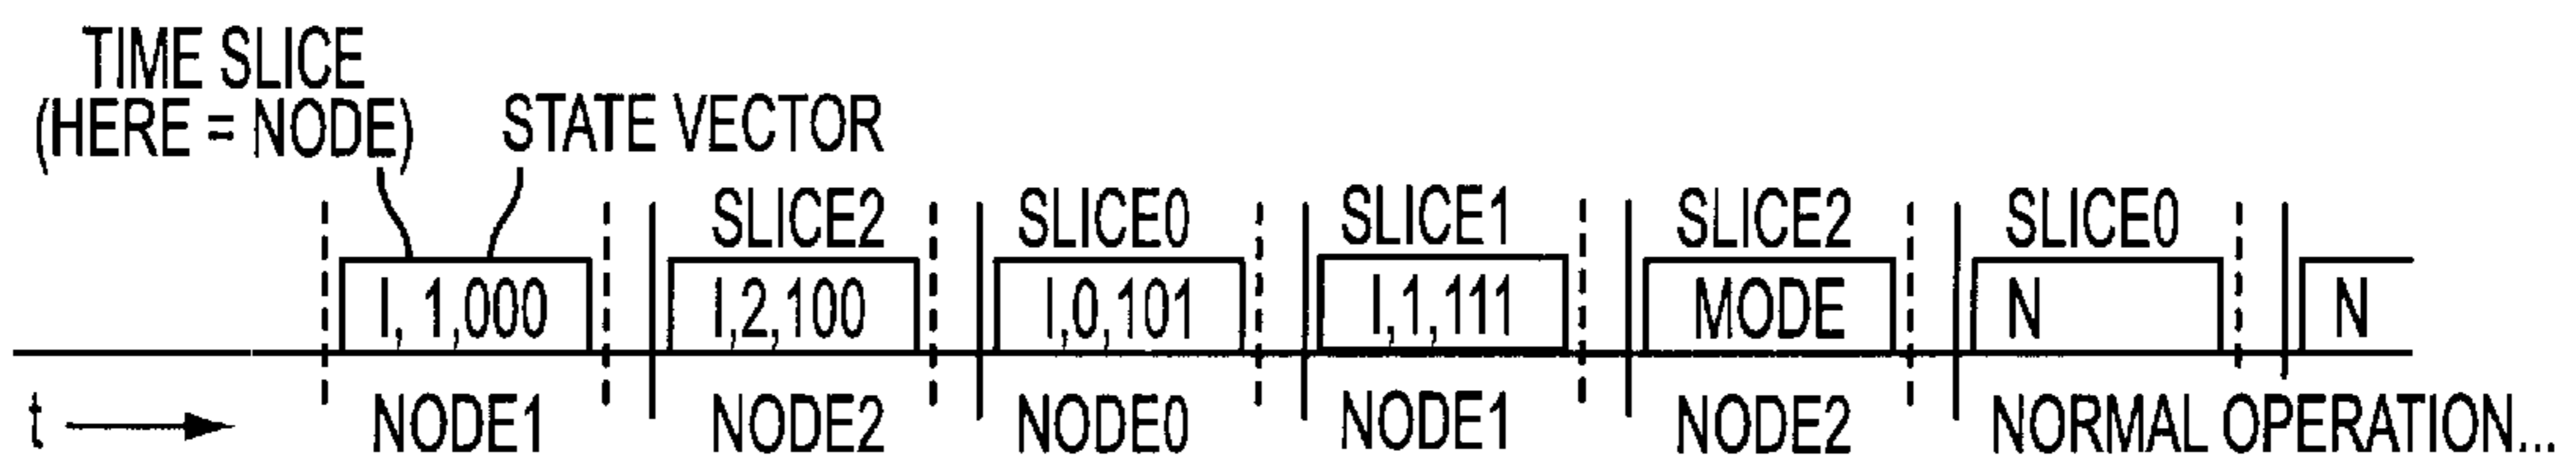 TIME SLICE
(HERE = NODE)
STATE VECTOR
SLICE2
SLICE0
SLICE1
SLICE2
SLICE0
I, 1,000
I,2,100
I,0,101
I,1,111
MODE
N
N
t
NODE1
NODE2
NODE0
NODE1
NODE2
NORMAL OPERATION...